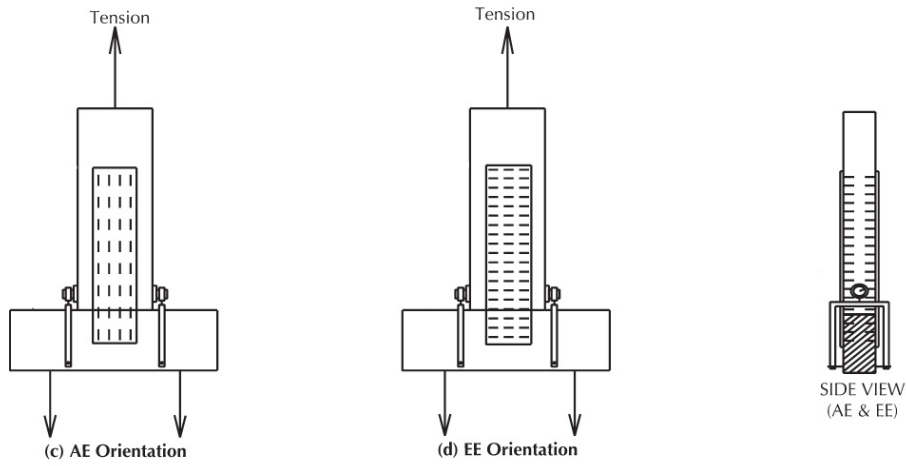 Tension
Tension
SIDE VIEW
(AE & EE)
(c) AE Orientation
(d) EE Orientation